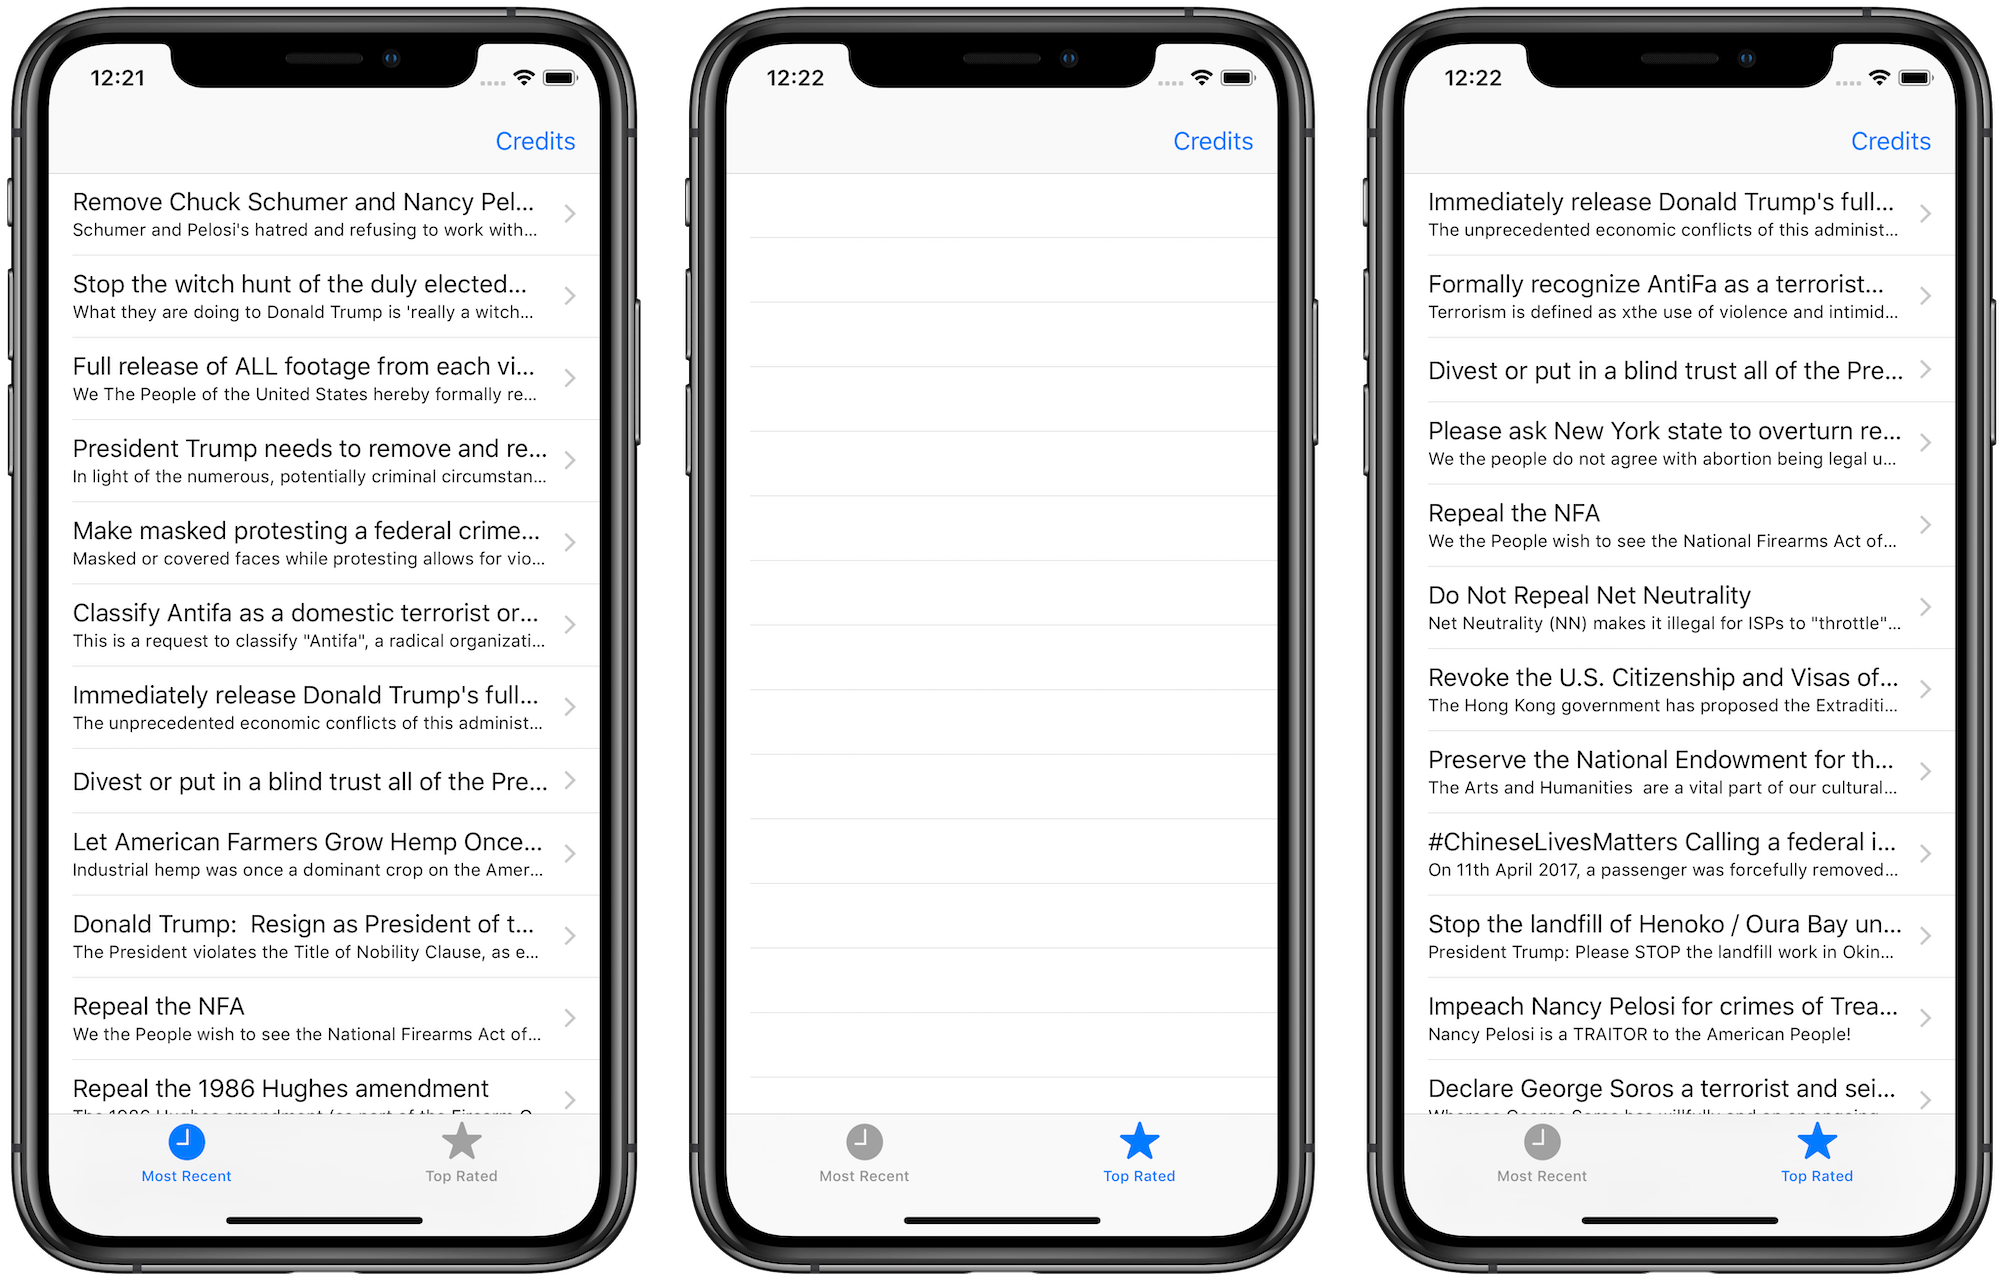 12:21
Credits
Remove Chuck Schumer and Nancy Pel...
Schumer and Pelosi's hatred and refusing to work with...
Stop the witch hunt of the duly elected...
What they are doing to Donald Trump is 'really a witch...
Full release of ALL footage from each vi...
We The People of the United States hereby formally re...
President Trump needs to remove and re...
In light of the numerous, potentially criminal circumstan...
Make masked protesting a federal crime...
Masked or covered faces while protesting allows for vio...
Classify Antifa as a domestic terrorist or...
This is a request to classify "Antifa", a radical organizati...
Immediately release Donald Trump's full...
The unprecedented economic conflicts of this administ...
Divest or put in a blind trust all of the Pre...
Let American Farmers Grow Hemp Once...
Industrial hemp was once a dominant crop on the Amer...
Donald Trump:  Resign as President of t...
The President violates the Title of Nobility Clause, as e...
Repeal the NFA
We the People wish to see the National Firearms Act of...
Repeal the 1986 Hughes amendment
The 1986 Hughes amendment (as part of the Firearm O...
Most Recent
Top Rated
12:22
Credits
Most Recent
Top Rated
12:22
Credits
Immediately release Donald Trump's full...
The unprecedented economic conflicts of this administ...
Formally recognize AntiFa as a terrorist...
Terrorism is defined as xthe use of violence and intimid...
Divest or put in a blind trust all of the Pre...
Please ask New York state to overturn re...
We the people do not agree with abortion being legal u...
Repeal the NFA
We the People wish to see the National Firearms Act of...
Do Not Repeal Net Neutrality
Net Neutrality (NN) makes it illegal for ISPs to "throttle"...
Revoke the U.S. Citizenship and Visas of...
The Hong Kong government has proposed the Extraditi...
Preserve the National Endowment for th...
The Arts and Humanities  are a vital part of our cultural...
#ChineseLivesMatters Calling a federal i...
On 11th April 2017, a passenger was forcefully removed...
Stop the landfill of Henoko / Oura Bay un...
President Trump: Please STOP the landfill work in Okin...
Impeach Nancy Pelosi for crimes of Trea...
Nancy Pelosi is a TRAITOR to the American People!
Declare George Soros a terrorist and sei...
Whereas George Soros has willfully and on an ongoing...
Most Recent
Top Rated